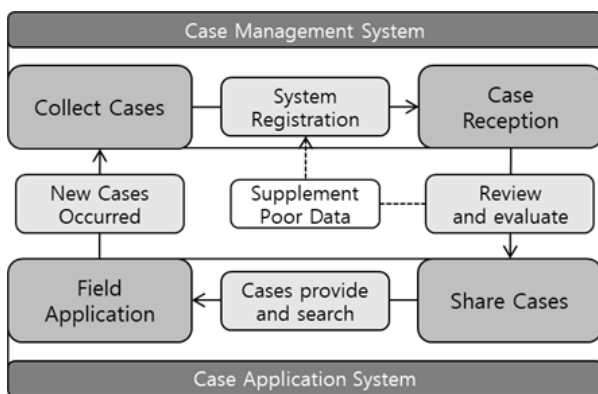 Case Management System
Collect Cases
System
Registration
Case
Reception
New Cases
Occurred
Supplement
Poor Data
Review
and evaluate
Field
Application
Cases provide
and search
Share Cases
Case Application System